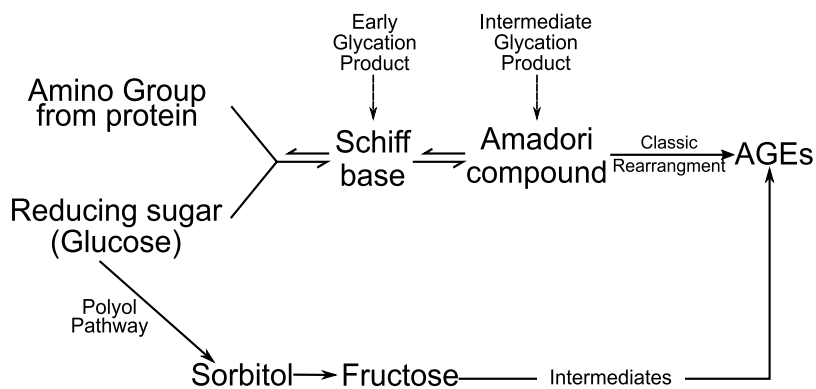 Early
Glycation
Product
Intermediate
Glycation
Product
Amino Group
from protein
Schiff
base
Amadori
compound
Classic
Rearrangment
AGEs
Reducing sugar
(Glucose)
Polyol
Pathway
Sorbitol
Fructose
Intermediates